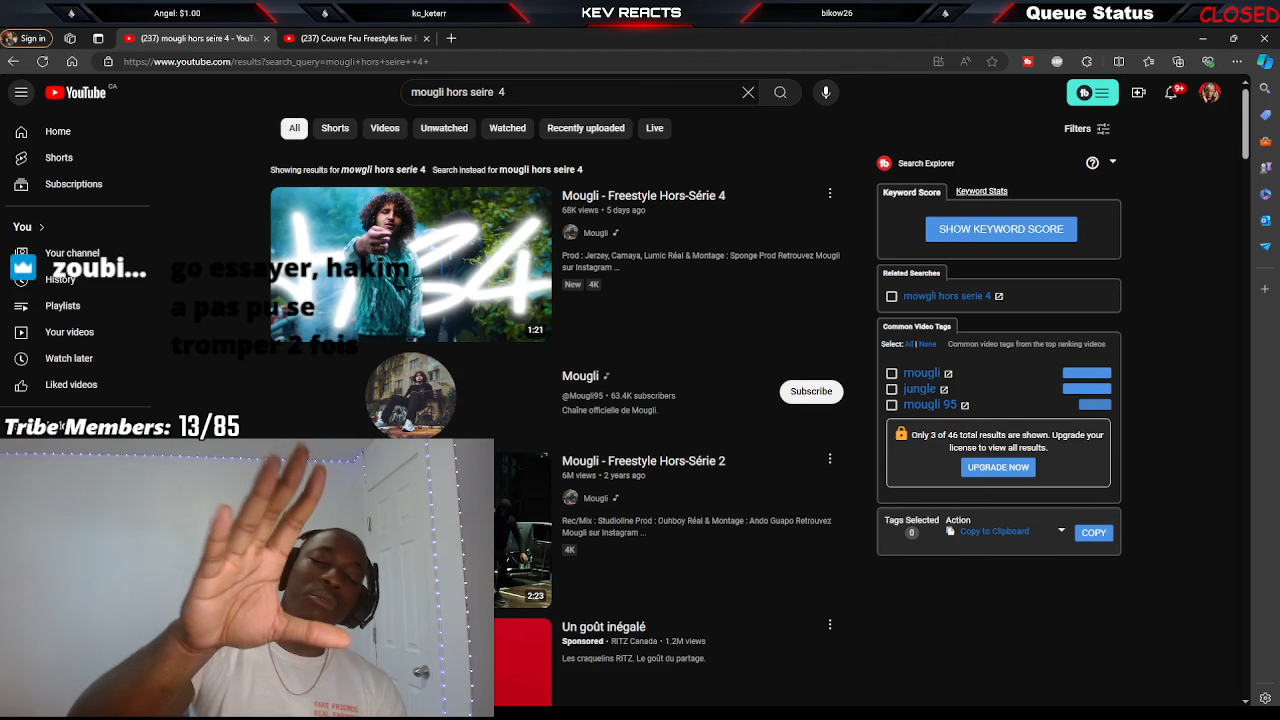 Angel: $1.00
kc_keterr
KEV REACTS
bikow26
Queue Status
CLOSED
Sign in
(237) mougli hors seire 4 - YouT
(237) Couvre Feu Freestyles live
https://www.youtube.com/results?search_query=mougli+hors+seire++4+
YouTube CA
mougli hors seire 4
9+
All
Shorts
Videos
Unwatched
Watched
Recently uploaded
Live
Filters
Home
Shorts
Subscriptions
You
Your channel
History
Playlists
Your videos
Watch later
Liked videos
zoubi...
go essayer, hakim
a pas pu se
tromper 2 fois
Tribe Members: 13/85
Showing results for mowgli hors serie 4 Search instead for mougli hors seire 4
1:21
Mougli - Freestyle Hors-Série 4
68K views • 5 days ago
Mougli
Prod : Jerzey, Camaya, Lumic Réal & Montage : Sponge Prod Retrouvez Mougli
sur Instagram ...
New 4K
Mougli
@Mougli95 • 63.4K subscribers
Chaîne officielle de Mougli.
Subscribe
2:23
Mougli - Freestyle Hors-Série 2
6M views • 2 years ago
Mougli
Rec/Mix : Studioline Prod : Ouhboy Réal & Montage : Ando Guapo Retrouvez
Mougli sur Instagram ...
4K
Un goût inégalé
Sponsored • RITZ Canada • 1.2M views
Les craquelins RITZ. Le goût du partage.
Search Explorer
Keyword Score
Keyword Stats
SHOW KEYWORD SCORE
Related Searches
mowgli hors serie 4
Common Video Tags
Select: All | None
Common video tags from the top ranking videos
mougli
jungle
mougli 95
Only 3 of 46 total results are shown. Upgrade your
license to view all results.
UPGRADE NOW
Tags Selected
0
Action
Copy to Clipboard
COPY
FAKE FRIENDS